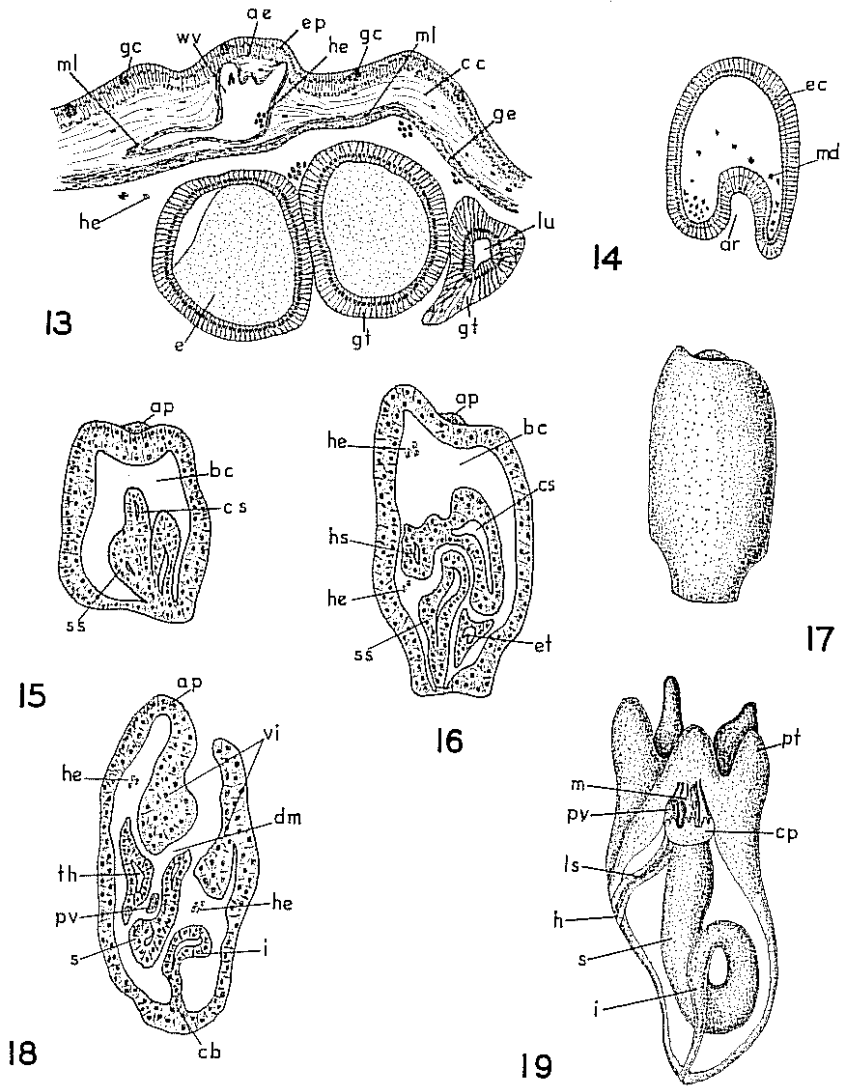 ae
ep
wv
he
gc
gc
ml
ml
cc
ge
he
lu
e
gt
gt
13
ec
md
ar
14
ap
bc
cs
ss
15
ap
he
bc
cs
hs
he
ss
et
16
17
ap
vi
he
dm
th
pv
he
s
i
cb
18
pt
m
pv
cp
ls
h
s
i
19